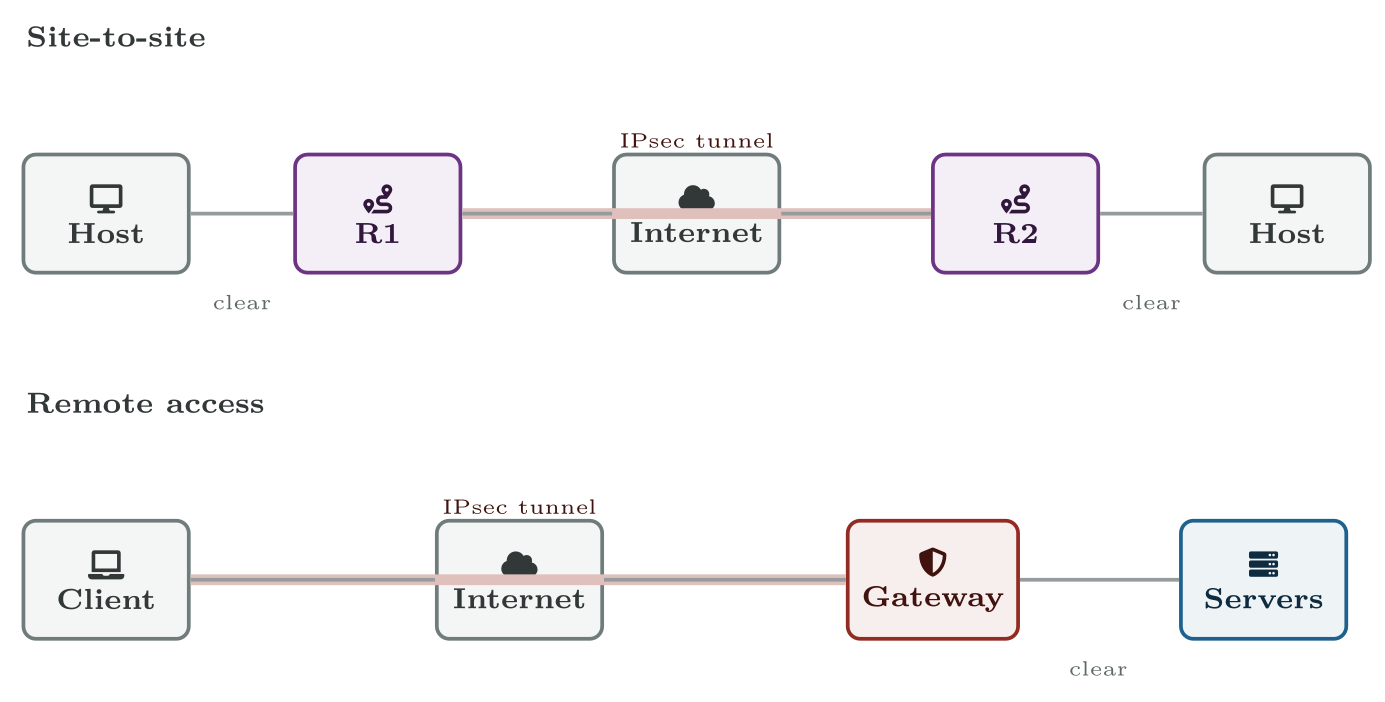 Site-to-site
IPsec tunnel
Host
R1
Internet
R2
Host
clear
clear
Remote access
IPsec tunnel
Client
Internet
Gateway
Servers
clear